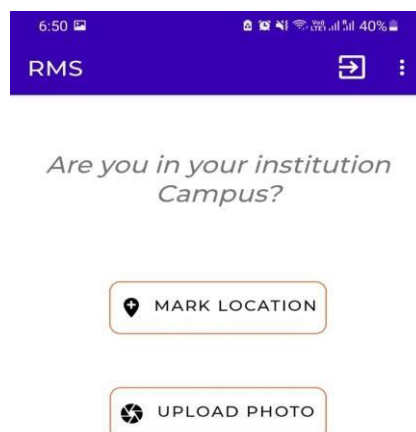 6:50 40%
RMS
Are you in your institution
Campus?
MARK LOCATION
UPLOAD PHOTO